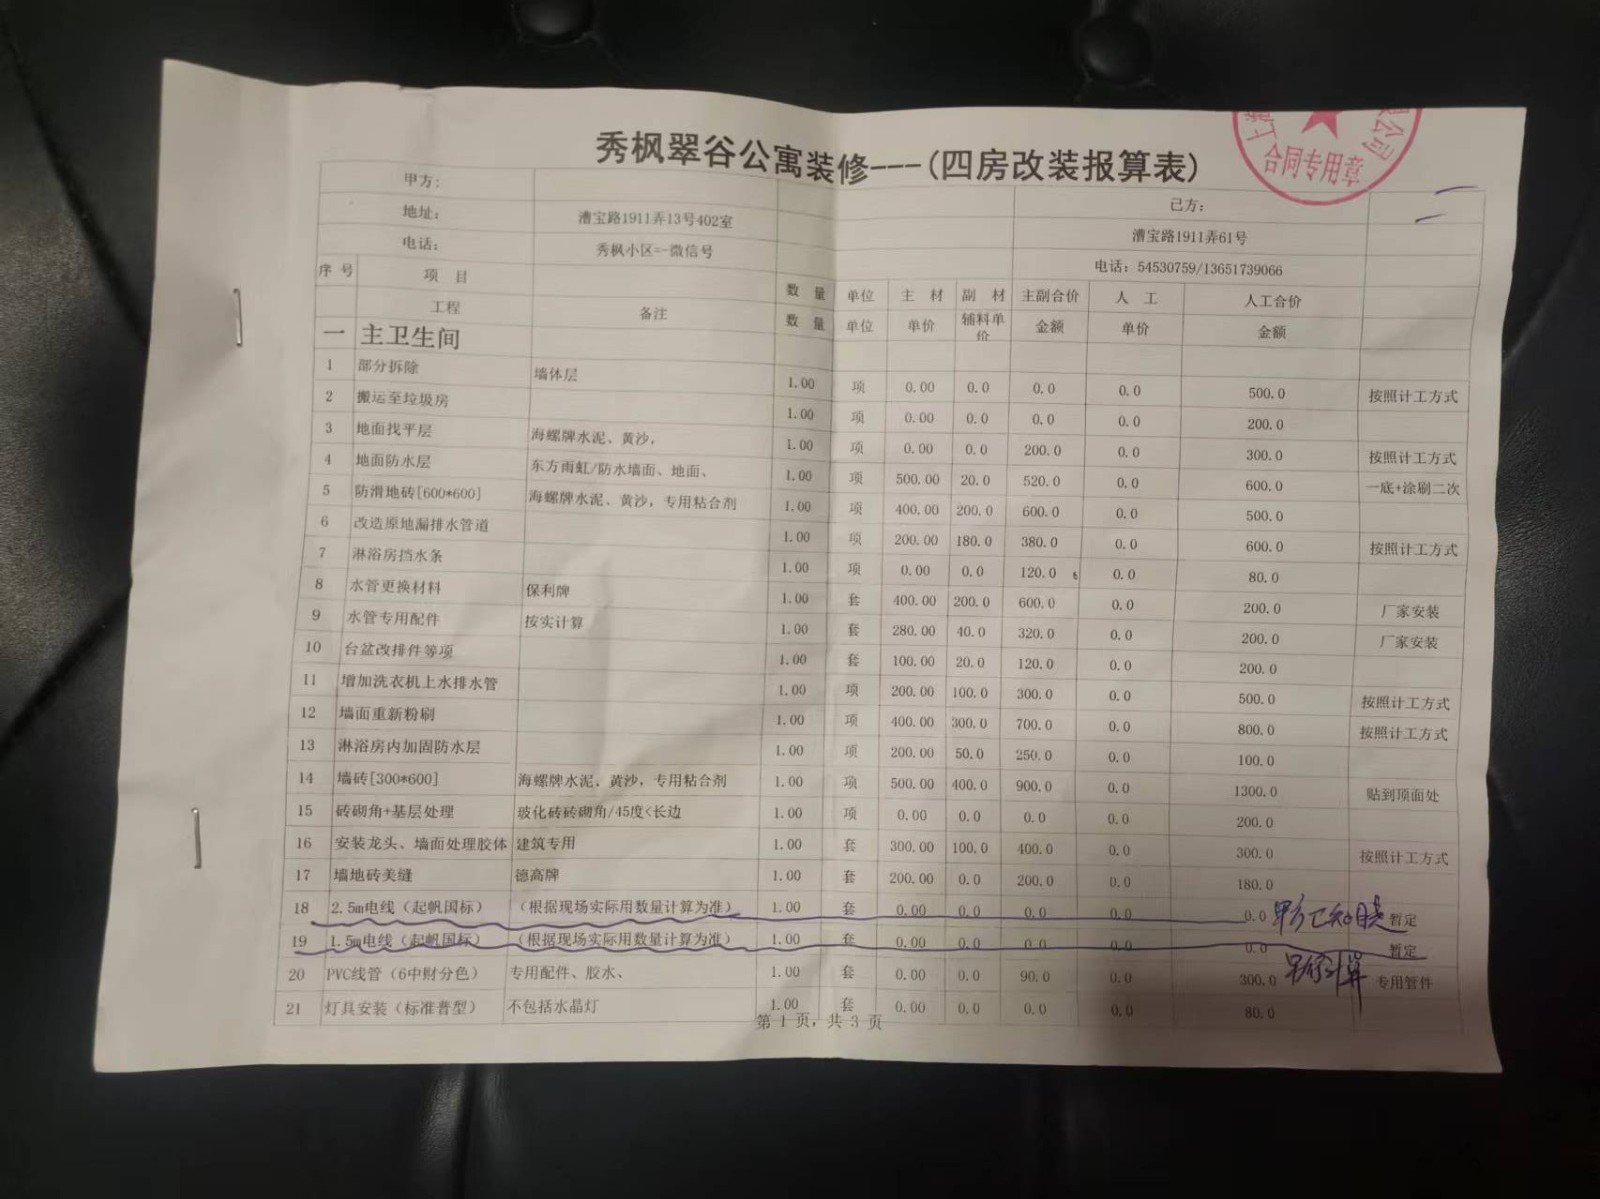 秀枫翠谷公寓装修---(四房改装报算表)
合同专用章
甲方: 己方:
地址: 漕宝路1911弄13号402室 漕宝路1911弄61号
电话: 秀枫小区=-微信号 电话: 54530759/13651739066
序 号 项 目 数 量 单位 主 材 副 材 主副合价 人 工 人工合价
工程 备注 数 量 单位 单价 辅料单价 金额 单价 金额
一 主卫生间
1 部分拆除 墙体层 1.00 项 0.00 0.0 0.0 0.0 500.0 按照计工方式
2 搬运至垃圾房 1.00 项 0.00 0.0 0.0 0.0 200.0
3 地面找平层 海螺牌水泥、黄沙, 1.00 项 0.00 0.0 200.0 0.0 300.0 按照计工方式
4 地面防水层 东方雨虹/防水墙面、地面、 1.00 项 500.00 20.0 520.0 0.0 600.0 一底+涂刷二次
5 防滑地砖[600*600] 海螺牌水泥、黄沙, 专用粘合剂 1.00 项 400.00 200.0 600.0 0.0 500.0
6 改造原地漏排水管道 1.00 项 200.00 180.0 380.0 0.0 600.0 按照计工方式
7 淋浴房挡水条 1.00 项 0.00 0.0 120.0 0.0 80.0
8 水管更换材料 保利牌 1.00 套 400.00 200.0 600.0 0.0 200.0 厂家安装
9 水管专用配件 按实计算 1.00 套 280.00 40.0 320.0 0.0 200.0 厂家安装
10 台盆改排件等项 1.00 套 100.00 20.0 120.0 0.0 200.0
11 增加洗衣机上水排水管 1.00 项 200.00 100.0 300.0 0.0 500.0 按照计工方式
12 墙面重新粉刷 1.00 项 400.00 300.0 700.0 0.0 800.0 按照计工方式
13 淋浴房内加固防水层 1.00 项 200.00 50.0 250.0 0.0 100.0
14 墙砖[300*600] 海螺牌水泥、黄沙, 专用粘合剂 1.00 项 500.00 400.0 900.0 0.0 1300.0 贴到顶面处
15 砖砌角+基层处理 玻化砖砖砌角/45度<长边 1.00 项 0.00 0.0 0.0 0.0 200.0
16 安装龙头、墙面处理胶体 建筑专用 1.00 套 300.00 100.0 400.0 0.0 300.0 按照计工方式
17 墙地砖美缝 德高牌 1.00 套 200.00 0.0 200.0 0.0 180.0
18 2.5m电线(起帆国标) (根据现场实际用数量计算为准) 1.00 套 0.00 0.0 0.0 0.0 0.0 甲方已知晓 暂定
19 1.5m电线(起帆国标) (根据现场实际用数量计算为准) 1.00 套 0.00 0.0 0.0 0.0 0.0 暂定
20 PVC线管(6中财分色) 专用配件、胶水、 1.00 套 0.00 0.0 90.0 0.0 300.0 专用管件
21 灯具安装(标准普型) 不包括水晶灯 1.00 套 0.00 0.0 0.0 0.0 80.0
第 1 页, 共 3 页